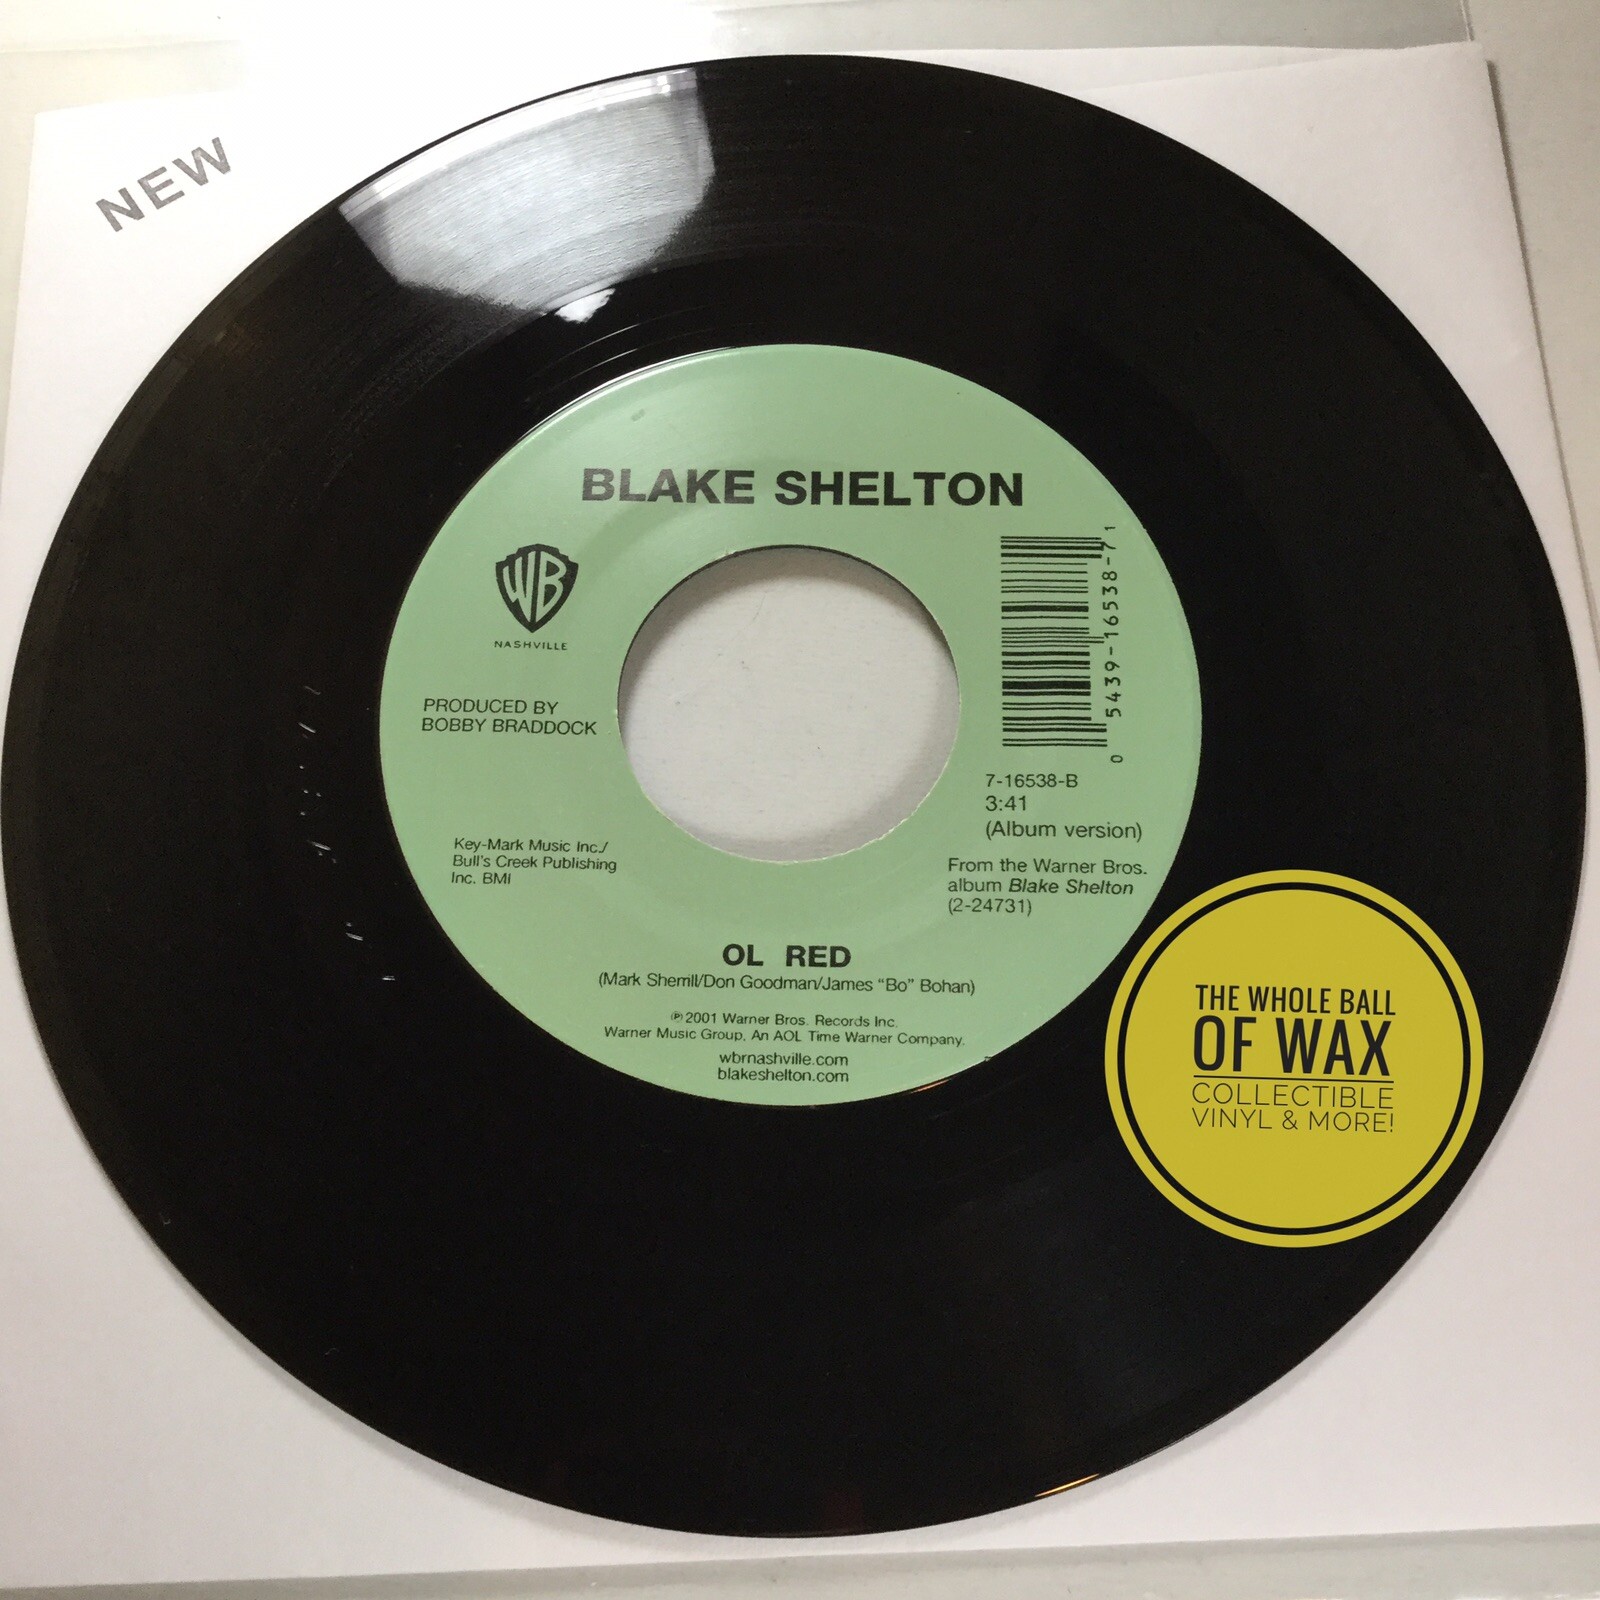 NEW
BLAKE SHELTON
WB
NASHVILLE
PRODUCED BY
BOBBY BRADDOCK
Key-Mark Music Inc./
Bull's Creek Publishing
Inc. BMI
0 5439-16538-7 1
7-16538-B
3:41
(Album version)
From the Warner Bros.
album Blake Shelton
(2-24731)
OL RED
(Mark Sherrill/Don Goodman/James "Bo" Bohan)
℗ 2001 Warner Bros. Records Inc.
Warner Music Group, An AOL Time Warner Company.
wbrnashville.com
blakeshelton.com
THE WHOLE BALL
OF WAX
COLLECTIBLE
VINYL & MORE!